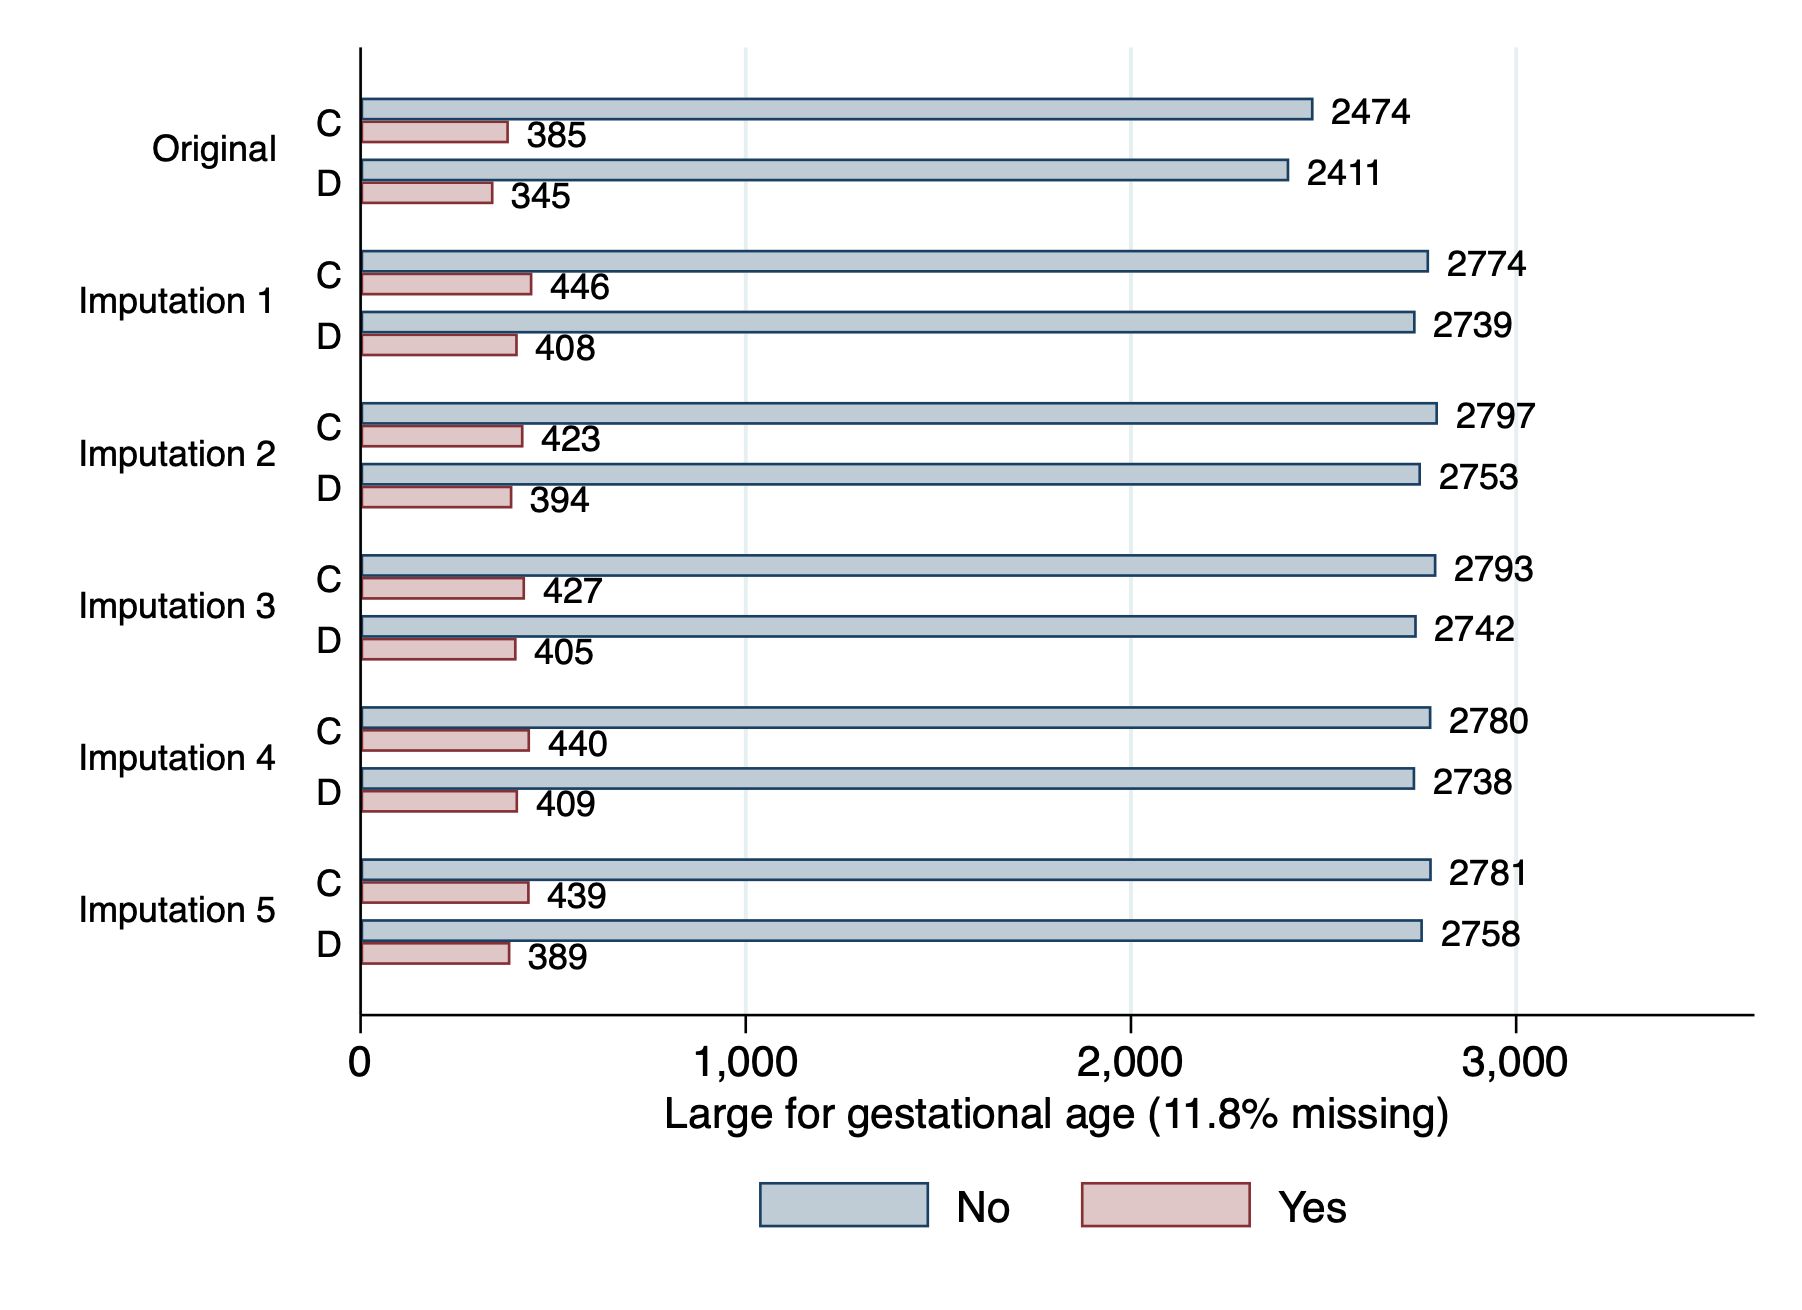 Original
C
2474
385
D
2411
345
Imputation 1
C
2774
446
D
2739
408
Imputation 2
C
2797
423
D
2753
394
Imputation 3
C
2793
427
D
2742
405
Imputation 4
C
2780
440
D
2738
409
Imputation 5
C
2781
439
D
2758
389
0 1,000 2,000 3,000
Large for gestational age (11.8% missing)
No Yes